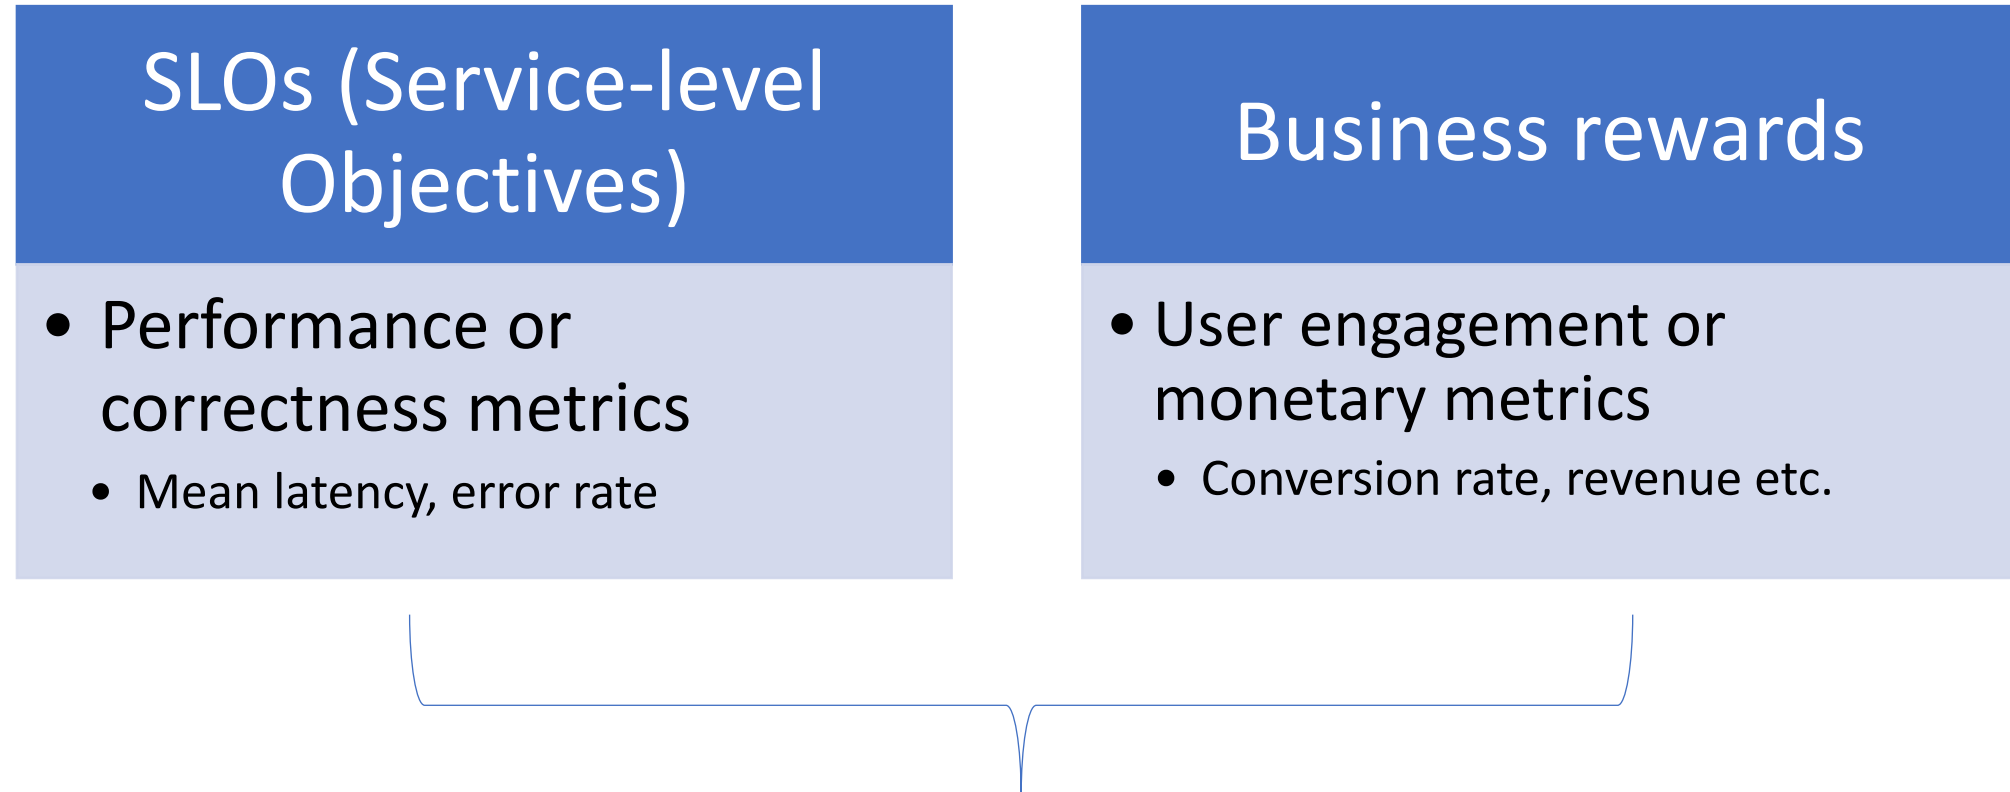 SLOs (Service-level
Objectives)
• Performance or
correctness metrics
• Mean latency, error rate
Business rewards
• User engagement or
monetary metrics
• Conversion rate, revenue etc.